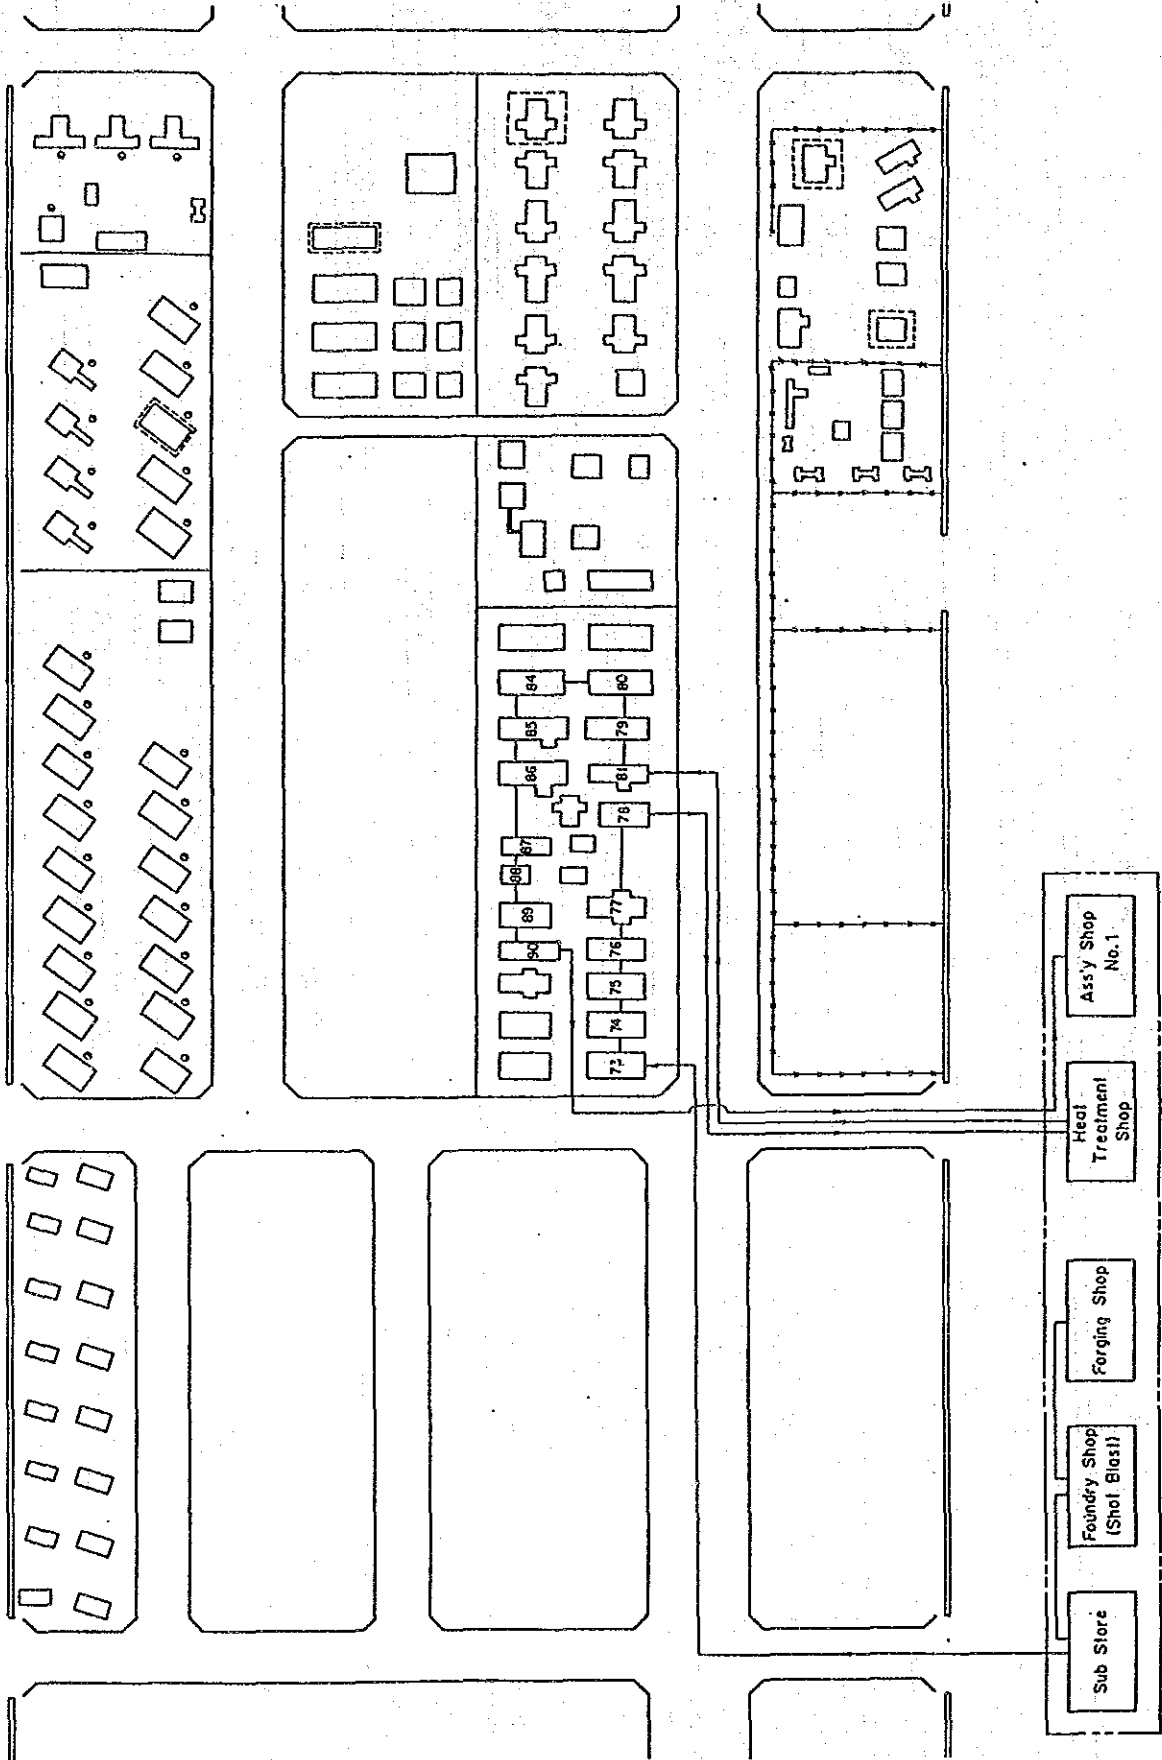 84
80
85
79
86
81
78
87
88
89
77
90
76
75
74
73
Ass'y Shop
No.1
Heat
Treatment
Shop
Forging Shop
Foundry Shop
(Shot Blast)
Sub Store